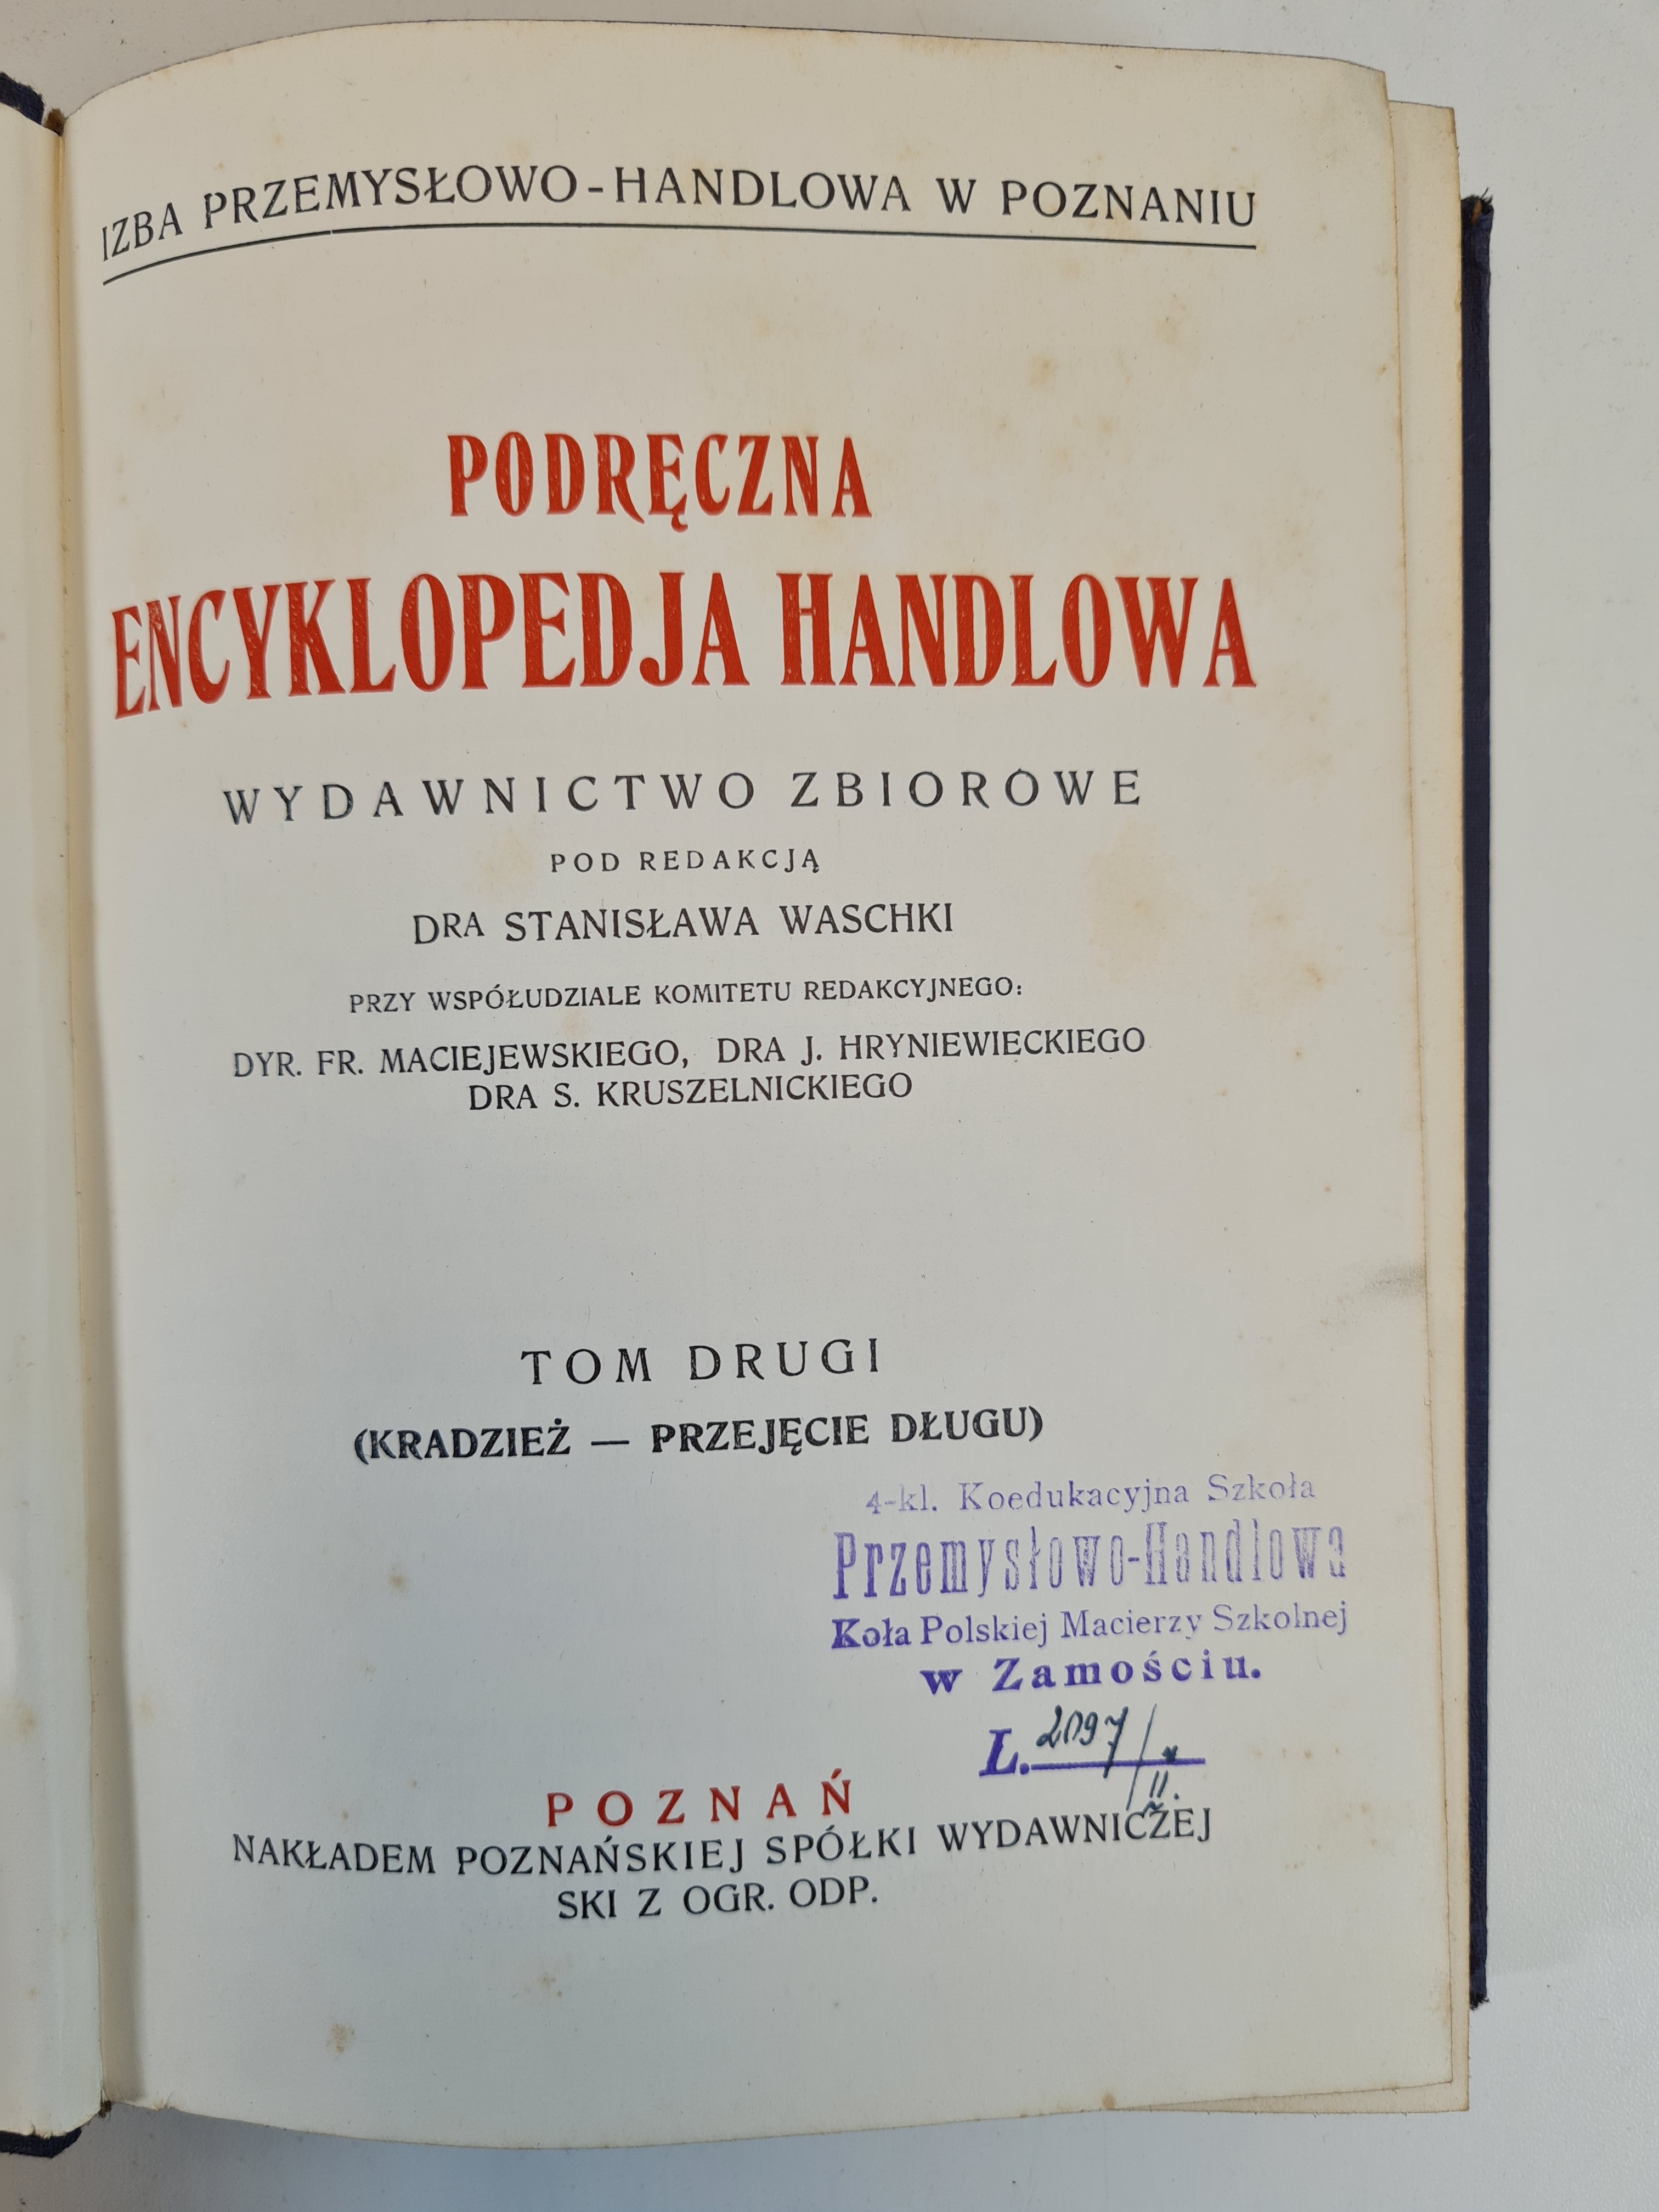 IZBA PRZEMYSŁOWO-HANDLOWA W POZNANIU
PODRĘCZNA
ENCYKLOPEDJA HANDLOWA
WYDAWNICTWO ZBIOROWE
POD REDAKCJĄ
DRA STANISŁAWA WASCHKI
PRZY WSPÓŁUDZIALE KOMITETU REDAKCYJNEGO:
DYR. FR. MACIEJEWSKIEGO, DRA J. HRYNIEWIECKIEGO
DRA S. KRUSZELNICKIEGO
TOM DRUGI
(KRADZIEŻ — PRZEJĘCIE DŁUGU)
4-kl. Koedukacyjna Szkoła
Przemysłowo-Handlowa
Koła Polskiej Macierzy Szkolnej
w Zamościu.
L. 2097/
II.
POZNAŃ
NAKŁADEM POZNAŃSKIEJ SPÓŁKI WYDAWNICZEJ
SKI Z OGR. ODP.